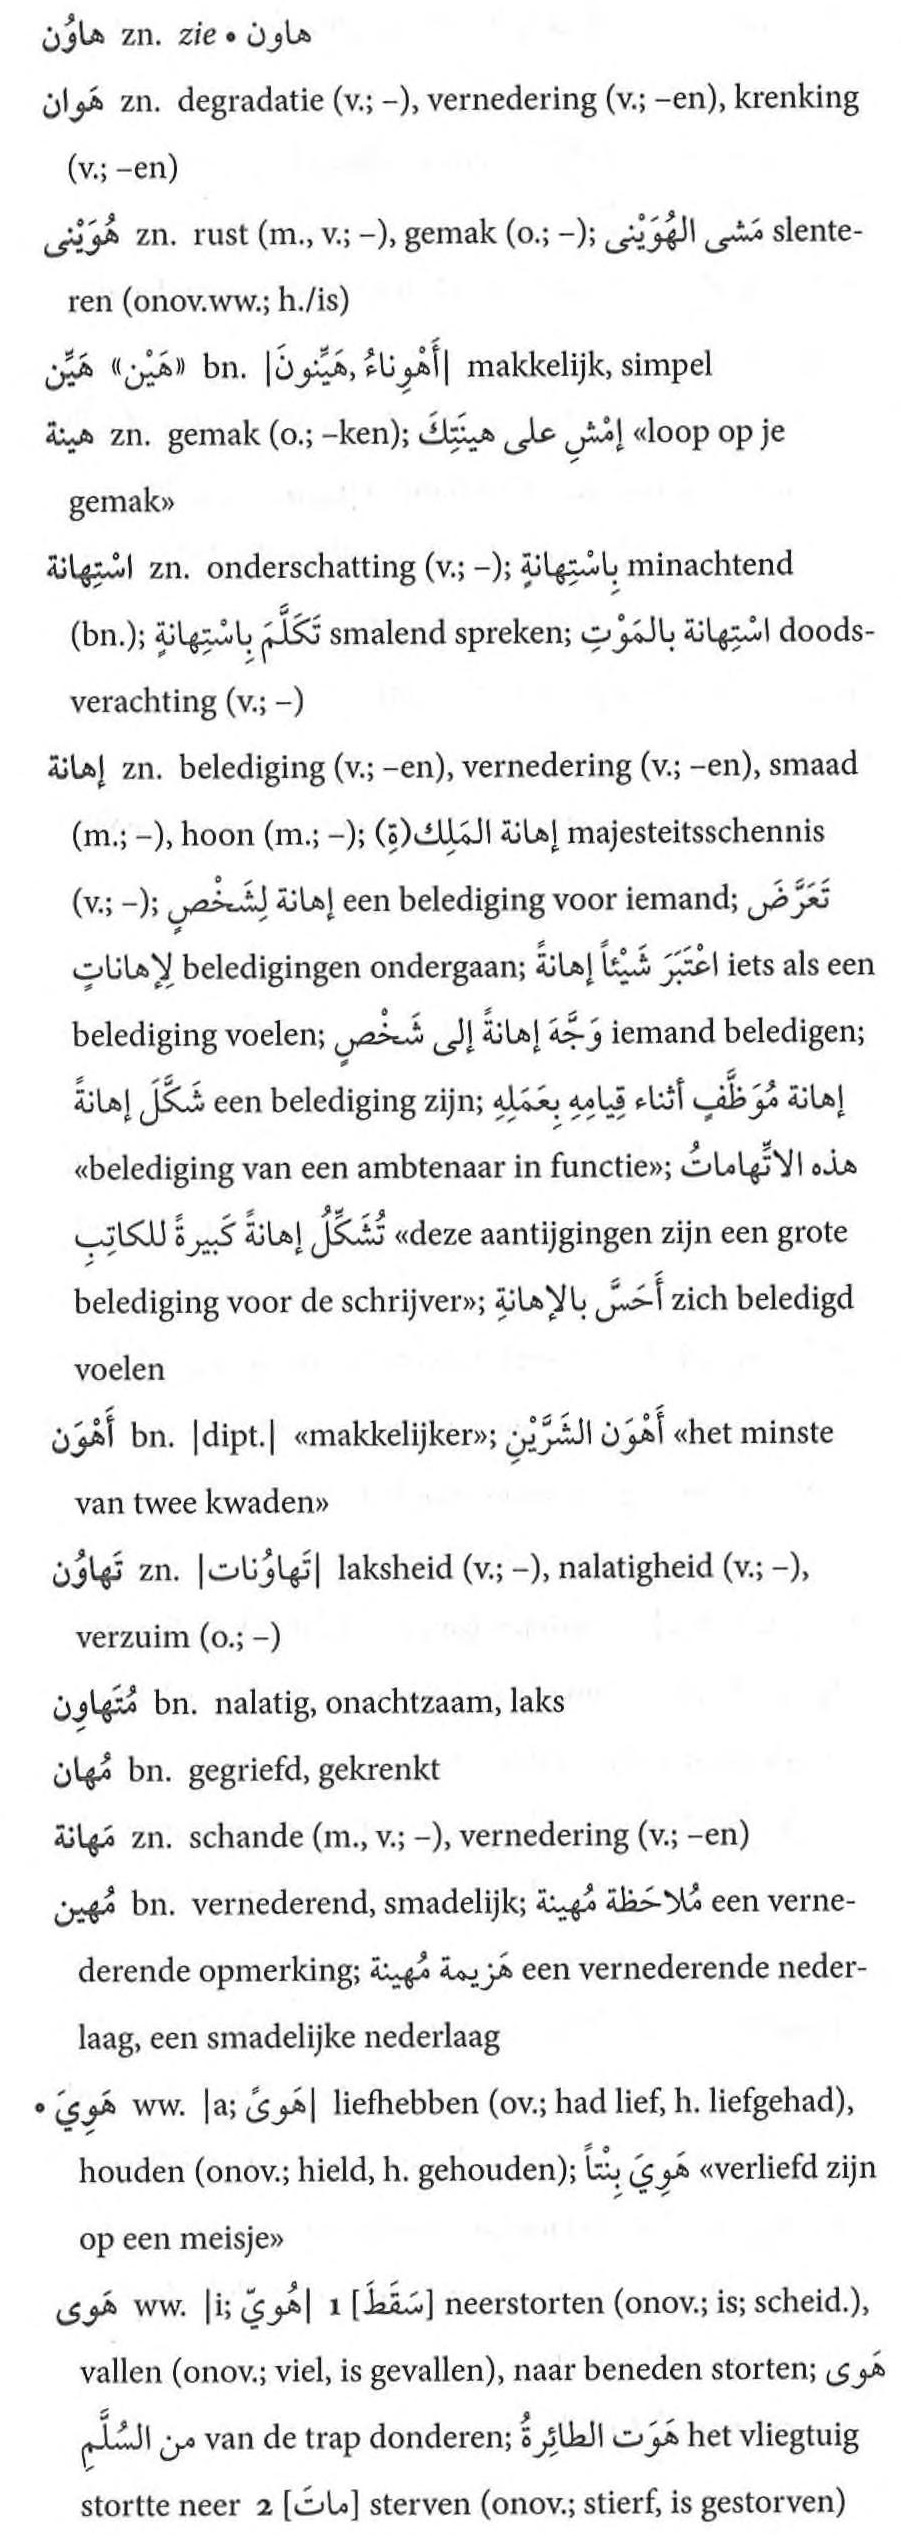 هاوُن zn. zie • هاون
هَوان zn. degradatie (v.; –), vernedering (v.; –en), krenking
(v.; –en)
هُوَيْنى zn. rust (m., v.; –), gemak (o.; –); مَشى الهُوَيْنى slente-
ren (onov.ww.; h./is)
هَيِّن «هَيْن» bn. |أَهْوِناءُ, هَيِّنونَ| makkelijk, simpel
هينة zn. gemak (o.; –ken); إمْشِ على هينَتِكَ «loop op je
gemak»
اسْتِهانة zn. onderschatting (v.; –); بِاسْتِهانةٍ minachtend
(bn.); تَكَلَّمَ بِاسْتِهانةٍ smalend spreken; اسْتِهانة بالمَوْتِ doods-
verachting (v.; –)
إهانة zn. belediging (v.; –en), vernedering (v.; –en), smaad
(m.; –), hoon (m.; –); إهانة المَلِك(ةِ) majesteitsschennis
(v.; –); إهانة لِشَخْصٍ een belediging voor iemand; تَعَرَّضَ
لِإهاناتٍ beledigingen ondergaan; اعْتَبَرَ شَيْئاً إهانةً iets als een
belediging voelen; وَجَّهَ إهانةً إلى شَخْصٍ iemand beledigen;
شَكَّلَ إهانةً een belediging zijn; إهانة مُوَظَّفٍ أثناء قِيامِهِ بِعَمَلِهِ
«belediging van een ambtenaar in functie»; هذه الاتِّهاماتُ
تُشَكِّلُ إهانةً كَبيرةً للكاتِبِ «deze aantijgingen zijn een grote
belediging voor de schrijver»; أَحَسَّ بالإهانةِ zich beledigd
voelen
أَهْوَن bn. |dipt.| «makkelijker»; أَهْوَن الشَرَّيْنِ «het minste
van twee kwaden»
تَهاوُن zn. |تَهاوُنات| laksheid (v.; –), nalatigheid (v.; –),
verzuim (o.; –)
مُتَهاوِن bn. nalatig, onachtzaam, laks
مُهان bn. gegriefd, gekrenkt
مَهانة zn. schande (m., v.; –), vernedering (v.; –en)
مُهين bn. vernederend, smadelijk; مُلاحَظة مُهينة een verne-
derende opmerking; هَزيمة مُهينة een vernederende neder-
laag, een smadelijke nederlaag
• هَوِيَ ww. |a; هَوىً| liefhebben (ov.; had lief, h. liefgehad),
houden (onov.; hield, h. gehouden); هَوِيَ بِنْتاً «verliefd zijn
op een meisje»
هَوى ww. |i; هُويّ| 1 [سَقَطَ] neerstorten (onov.; is; scheid.),
vallen (onov.; viel, is gevallen), naar beneden storten; هَوى
من السُلَّمِ van de trap donderen; هَوَت الطائِرةُ het vliegtuig
stortte neer 2 [ماتَ] sterven (onov.; stierf, is gestorven)